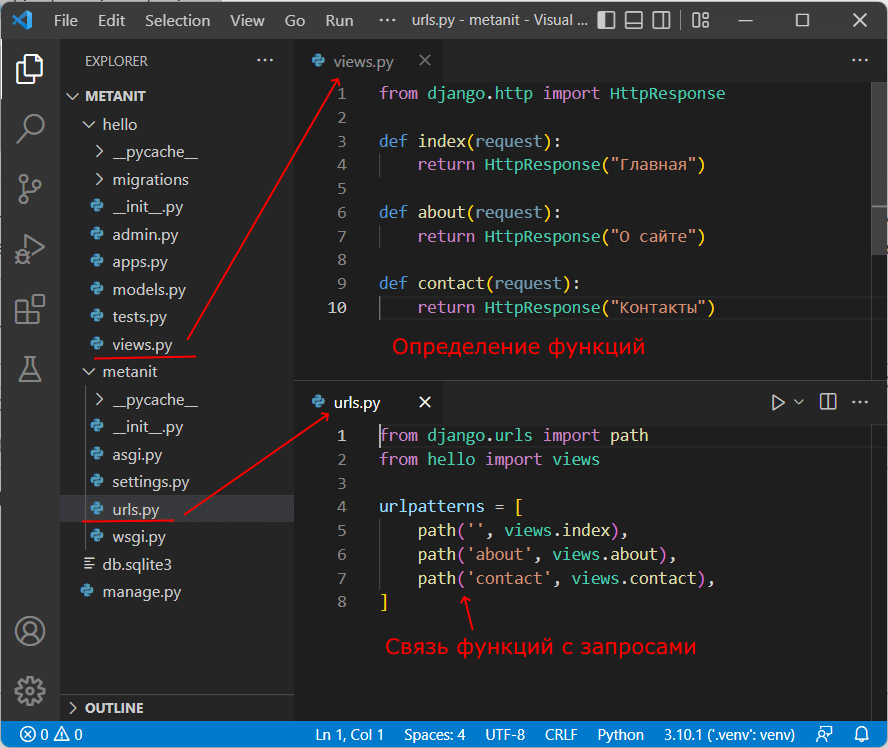 File Edit Selection View Go Run ··· urls.py - metanit - Visual ...
EXPLORER ···
METANIT
hello
__pycache__
migrations
__init__.py
admin.py
apps.py
models.py
tests.py
views.py
metanit
__pycache__
__init__.py
asgi.py
settings.py
urls.py
wsgi.py
db.sqlite3
manage.py
OUTLINE
views.py
1 from django.http import HttpResponse
2
3 def index(request):
4 return HttpResponse("Главная")
5
6 def about(request):
7 return HttpResponse("О сайте")
8
9 def contact(request):
10 return HttpResponse("Контакты")
Определение функций
urls.py
1 from django.urls import path
2 from hello import views
3
4 urlpatterns = [
5 path('', views.index),
6 path('about', views.about),
7 path('contact', views.contact),
8 ]
Связь функций с запросами
0 0 Ln 1, Col 1 Spaces: 4 UTF-8 CRLF Python 3.10.1 ('.venv': venv)